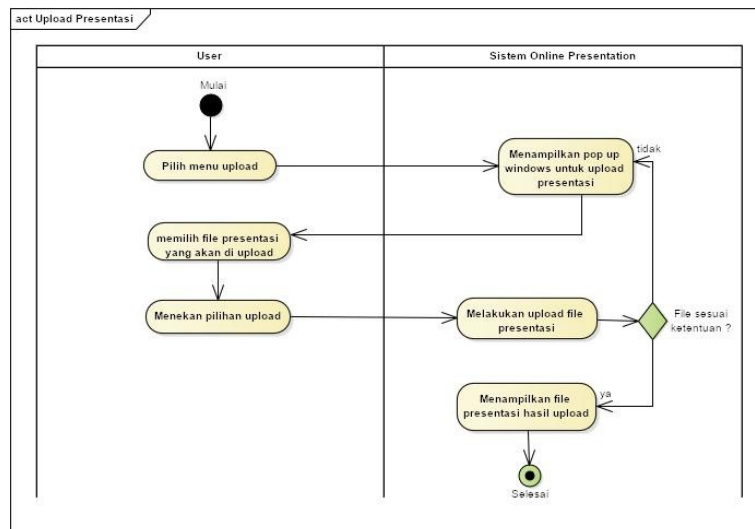 act Upload Presentasi
User
Sistem Online Presentation
Mulai
Pilih menu upload
Menampilkan pop up
windows untuk upload
presentasi
tidak
memilih file presentasi
yang akan di upload
Menekan pilihan upload
Melakukan upload file
presentasi
File sesuai
ketentuan ?
ya
Menampilkan file
presentasi hasil upload
Selesai